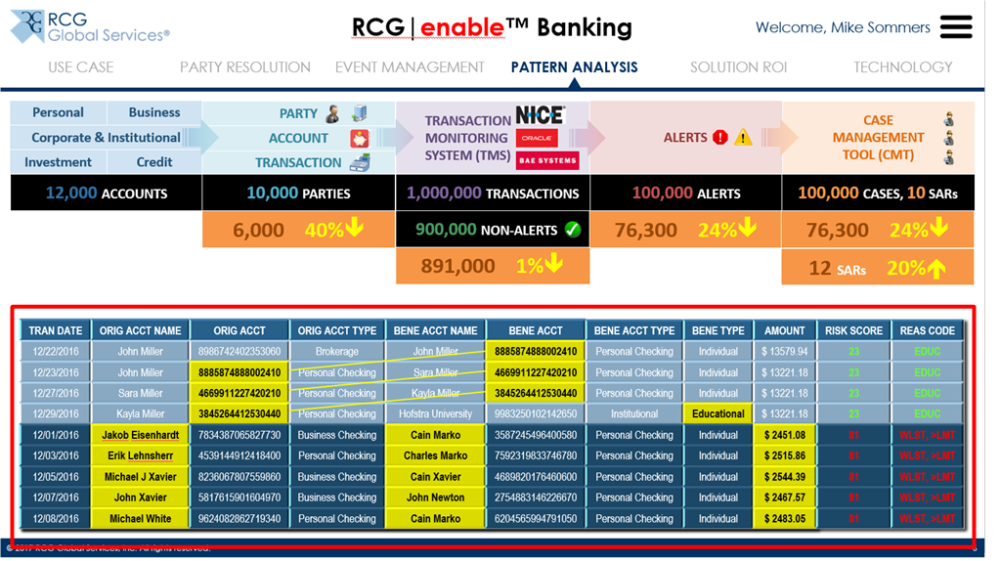 RCG
Global Services®
RCG|enable™ Banking
Welcome, Mike Sommers
USE CASE PARTY RESOLUTION EVENT MANAGEMENT PATTERN ANALYSIS SOLUTION ROI TECHNOLOGY
Personal Business
Corporate & Institutional
Investment Credit
PARTY
ACCOUNT
TRANSACTION
TRANSACTION
MONITORING
SYSTEM (TMS)
NICE
ORACLE
BAE SYSTEMS
ALERTS
CASE
MANAGEMENT
TOOL (CMT)
12,000 ACCOUNTS 10,000 PARTIES 1,000,000 TRANSACTIONS 100,000 ALERTS 100,000 CASES, 10 SARs
6,000 40% 900,000 NON-ALERTS 76,300 24% 76,300 24%
891,000 1% 12 SARs 20%
TRAN DATE ORIG ACCT NAME ORIG ACCT ORIG ACCT TYPE BENE ACCT NAME BENE ACCT BENE ACCT TYPE BENE TYPE AMOUNT RISK SCORE REAS CODE
12/22/2016 John Miller 8986742402353060 Brokerage John Miller 8885874888002410 Personal Checking Individual $ 13579.94 23 EDUC
12/23/2016 John Miller 8885874888002410 Personal Checking Sara Miller 4669911227420210 Personal Checking Individual $ 13221.18 23 EDUC
12/27/2016 Sara Miller 4669911227420210 Personal Checking Kayla Miller 3845264412530440 Personal Checking Individual $ 13221.18 23 EDUC
12/29/2016 Kayla Miller 3845264412530440 Personal Checking Hofstra University 9983250102142650 Institutional Educational $ 13221.18 23 EDUC
12/01/2016 Jakob Eisenhardt 7834387065827730 Business Checking Cain Marko 3587245496400580 Personal Checking Individual $ 2451.08 81 WLST, >LMT
12/03/2016 Erik Lehnsherr 4539144912418400 Personal Checking Charles Marko 7592319833746780 Personal Checking Individual $ 2515.86 81 WLST, >LMT
12/05/2016 Michael J Xavier 8236067807559860 Business Checking Cain Xavier 4689820176460600 Personal Checking Individual $ 2544.39 81 WLST, >LMT
12/07/2016 John Xavier 5817615901604970 Business Checking John Newton 2754883146226670 Personal Checking Individual $ 2467.57 81 WLST, >LMT
12/08/2016 Michael White 9624082862719340 Personal Checking Cain Marko 6204565994791050 Personal Checking Individual $ 2483.05 81 WLST, >LMT
© 2017 RCG Global Services, Inc. All rights reserved.